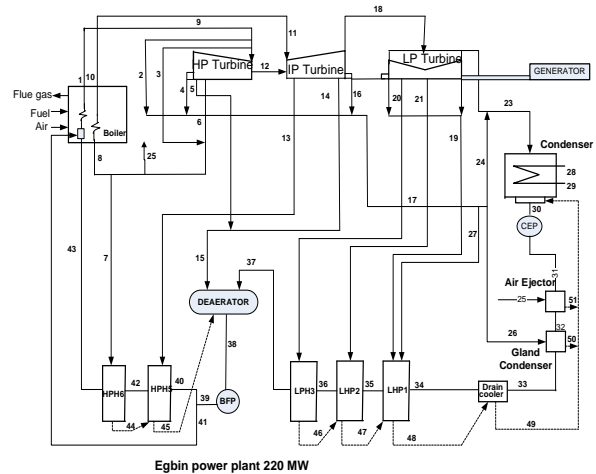 9
18
1
10
11
2
3
HP Turbine
12
IP Turbine
LP Turbine
GENERATOR
4
5
14
16
20
21
23
Flue gas
Fuel
Air
Boiler
6
13
19
24
Condenser
28
29
8
25
17
30
CEP
27
43
7
15
37
31
Air Ejector
25
51
DEAERATOR
32
26
50
Gland
Condenser
38
HPH6
42
HPH5
40
39
41
BFP
LPH3
36
LHP2
35
LHP1
34
Drain
cooler
33
44
45
46
47
48
49
Egbin power plant 220 MW